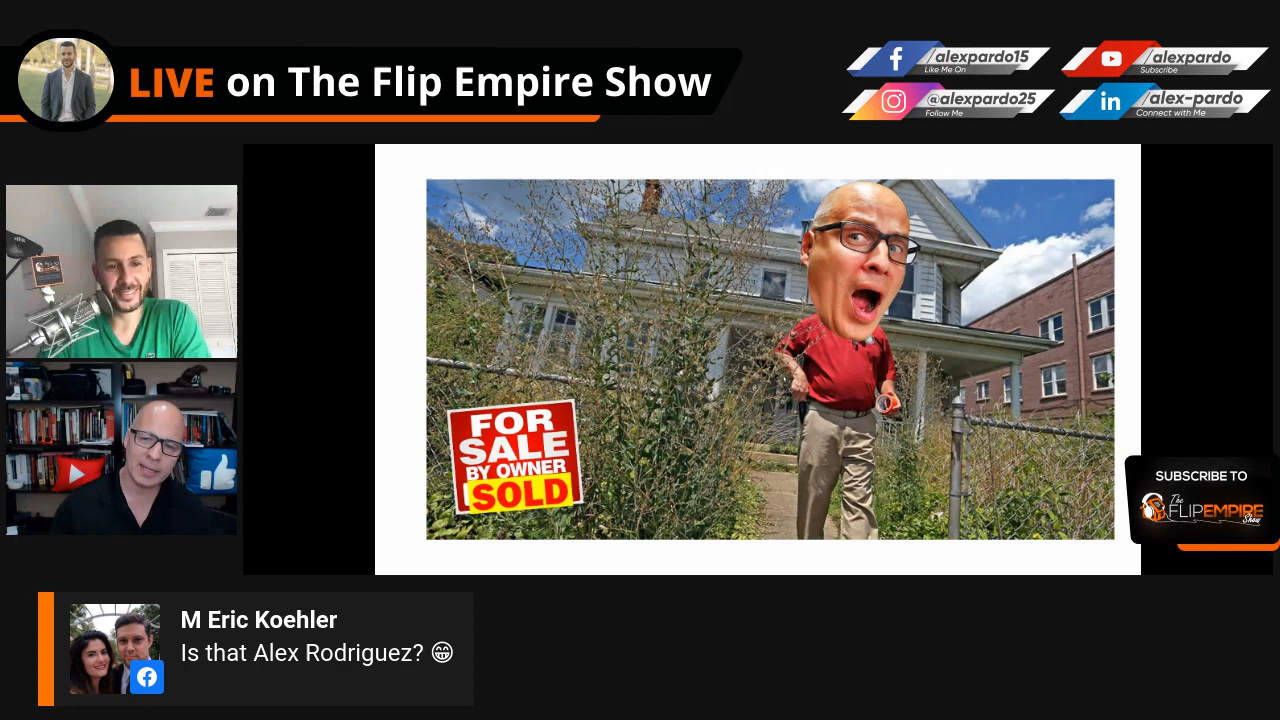 LIVE on The Flip Empire Show
/alexpardo15
Like Me On
/alexpardo
Subscribe
@alexpardo25
Follow Me
/alex-pardo
Connect with Me
FOR
SALE
BY OWNER
SOLD
SUBSCRIBE TO
The
FLIPEMPIRE
Show
M Eric Koehler
Is that Alex Rodriguez? 😁